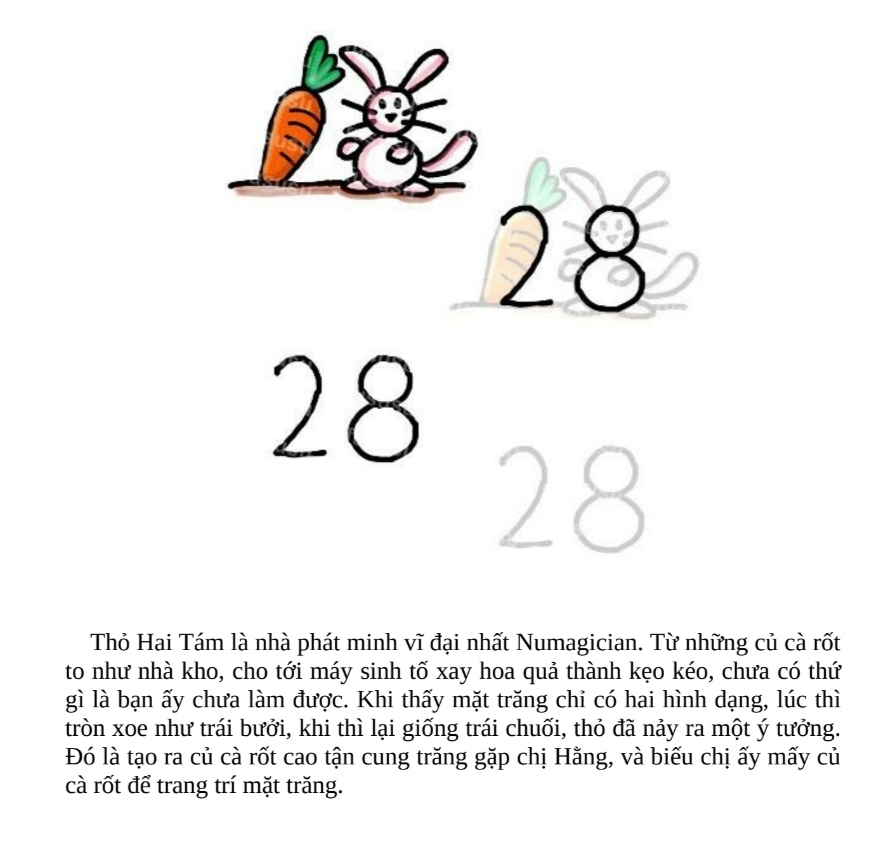 28
28
28
Thỏ Hai Tám là nhà phát minh vĩ đại nhất Numagician. Từ những củ cà rốt
to như nhà kho, cho tới máy sinh tố xay hoa quả thành kẹo kéo, chưa có thứ
gì là bạn ấy chưa làm được. Khi thấy mặt trăng chỉ có hai hình dạng, lúc thì
tròn xoe như trái bưởi, khi thì lại giống trái chuối, thỏ đã nảy ra một ý tưởng.
Đó là tạo ra củ cà rốt cao tận cung trăng gặp chị Hằng, và biếu chị ấy mấy củ
cà rốt để trang trí mặt trăng.